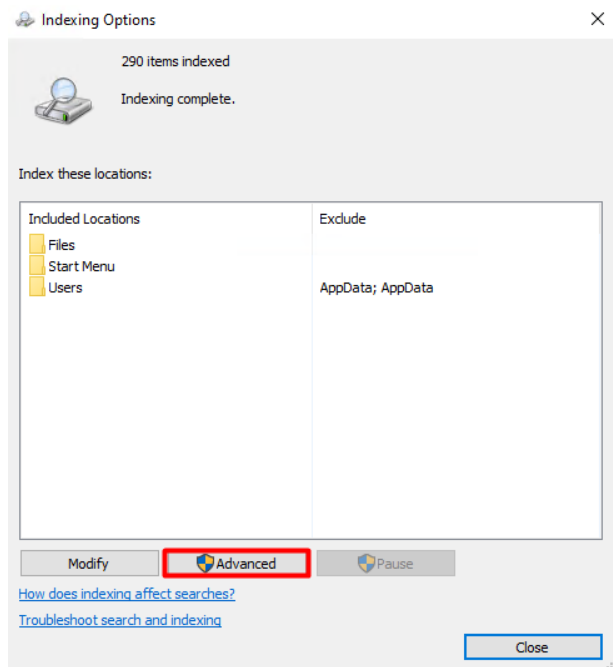 Indexing Options
290 items indexed
Indexing complete.
Index these locations:
Included Locations Exclude
Files
Start Menu
Users AppData; AppData
Modify Advanced Pause
How does indexing affect searches?
Troubleshoot search and indexing
Close